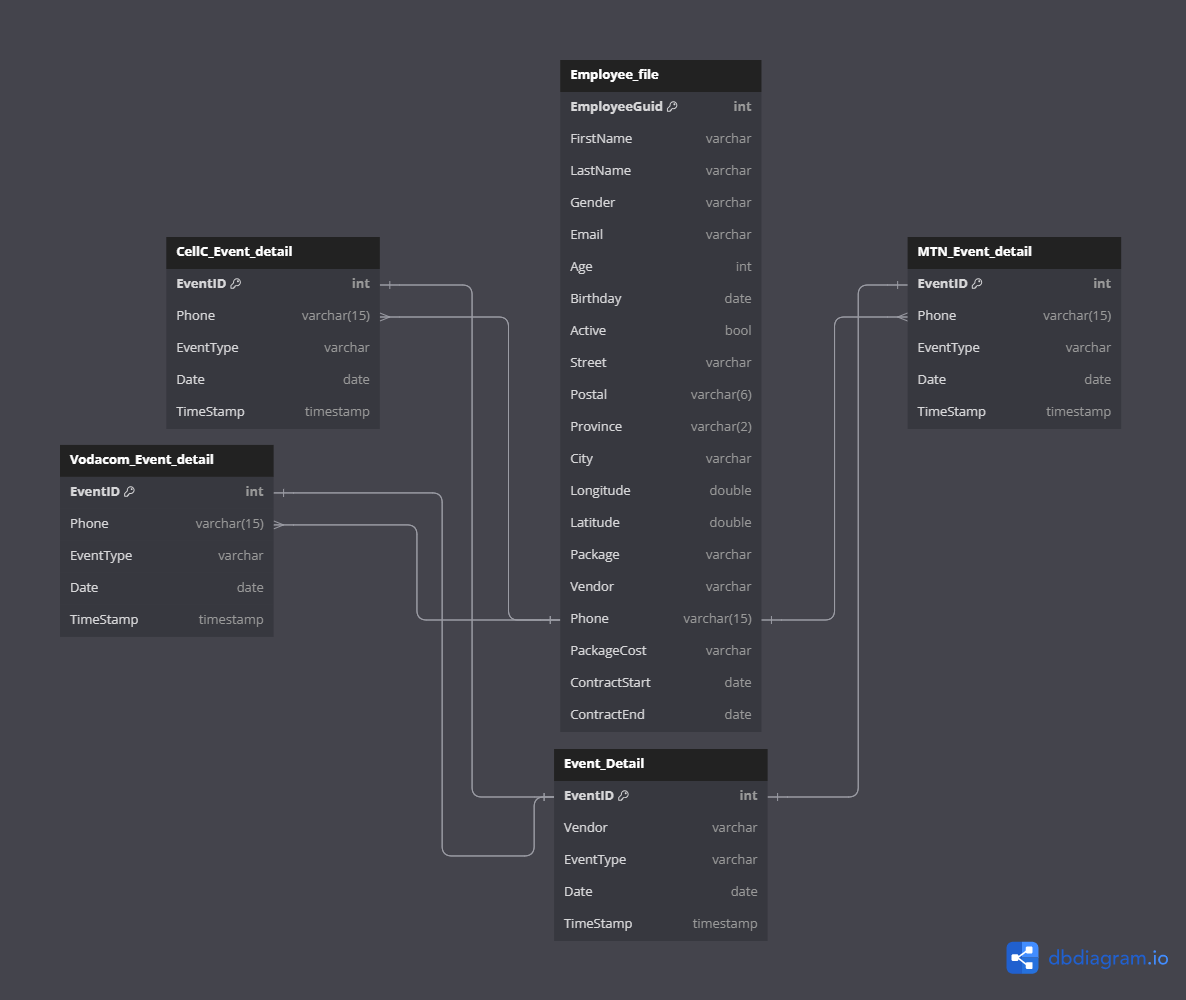 Employee_file
EmployeeGuid int
FirstName varchar
LastName varchar
Gender varchar
Email varchar
Age int
Birthday date
Active bool
Street varchar
Postal varchar(6)
Province varchar(2)
City varchar
Longitude double
Latitude double
Package varchar
Vendor varchar
Phone varchar(15)
PackageCost varchar
ContractStart date
ContractEnd date
CellC_Event_detail
EventID int
Phone varchar(15)
EventType varchar
Date date
TimeStamp timestamp
MTN_Event_detail
EventID int
Phone varchar(15)
EventType varchar
Date date
TimeStamp timestamp
Vodacom_Event_detail
EventID int
Phone varchar(15)
EventType varchar
Date date
TimeStamp timestamp
Event_Detail
EventID int
Vendor varchar
EventType varchar
Date date
TimeStamp timestamp
dbdiagram.io